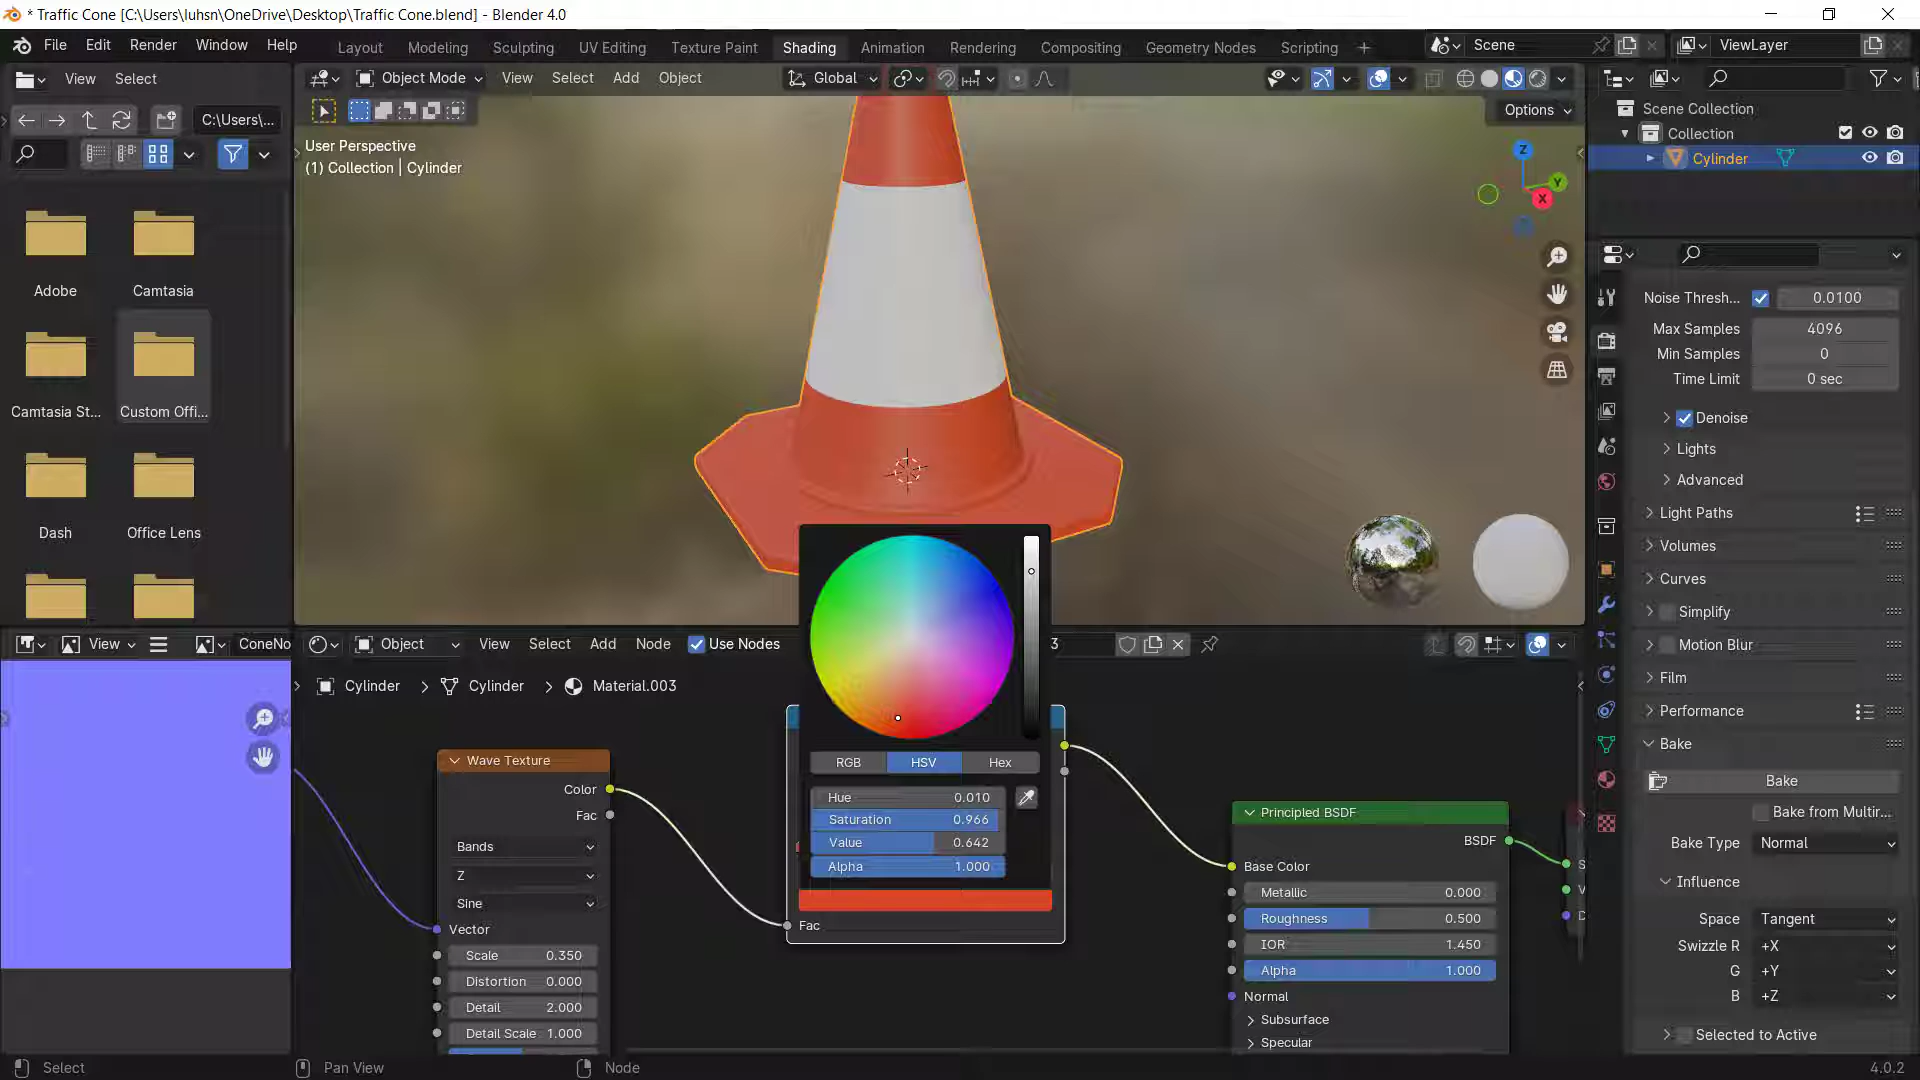 * Traffic Cone [C:\Users\luhsn\OneDrive\Desktop\Traffic Cone.blend] - Blender 4.0
File Edit Render Window Help Layout Modeling Sculpting UV Editing Texture Paint Shading Animation Rendering Compositing Geometry Nodes Scripting Scene ViewLayer
View Select
Object Mode View Select Add Object Global
C:\Users\...
Options
User Perspective
(1) Collection | Cylinder
Scene Collection
Collection
Cylinder
Z
Y
X
Adobe Camtasia
Camtasia St... Custom Offi...
Dash Office Lens
Noise Thresh... 0.0100
Max Samples 4096
Min Samples 0
Time Limit 0 sec
Denoise
Lights
Advanced
Light Paths
Volumes
Curves
Simplify
Motion Blur
Film
Performance
Bake
Bake
Bake from Multir...
Bake Type Normal
Influence
Space Tangent
Swizzle R +X
G +Y
B +Z
Selected to Active
View ConeNo
Object View Select Add Node Use Nodes 3
Cylinder Cylinder Material.003
Wave Texture
Color
Fac
Bands
Z
Sine
Vector
Scale 0.350
Distortion 0.000
Detail 2.000
Detail Scale 1.000
RGB HSV Hex
Hue 0.010
Saturation 0.966
Value 0.642
Alpha 1.000
Fac
Principled BSDF
BSDF
Base Color
Metallic 0.000
Roughness 0.500
IOR 1.450
Alpha 1.000
Normal
Subsurface
Specular
Select Pan View Node 4.0.2